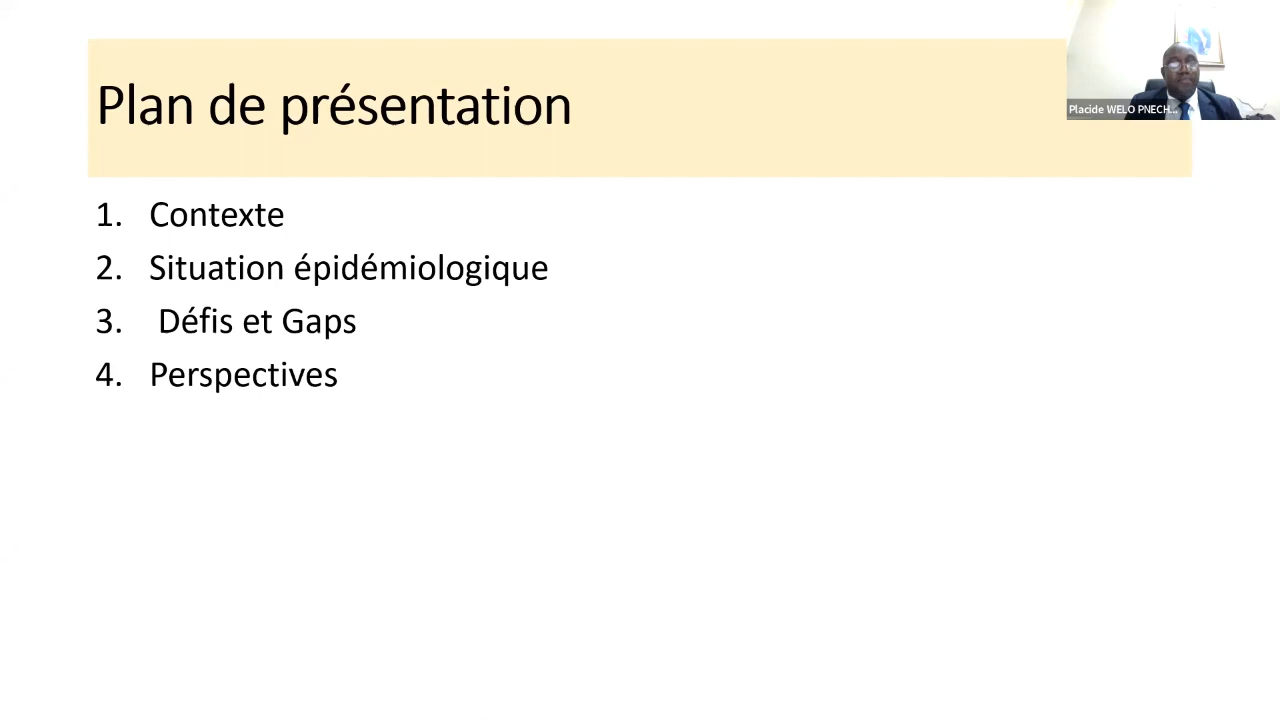 Plan de présentation
Placide WELO PNECH...
1. Contexte
2. Situation épidémiologique
3. Défis et Gaps
4. Perspectives